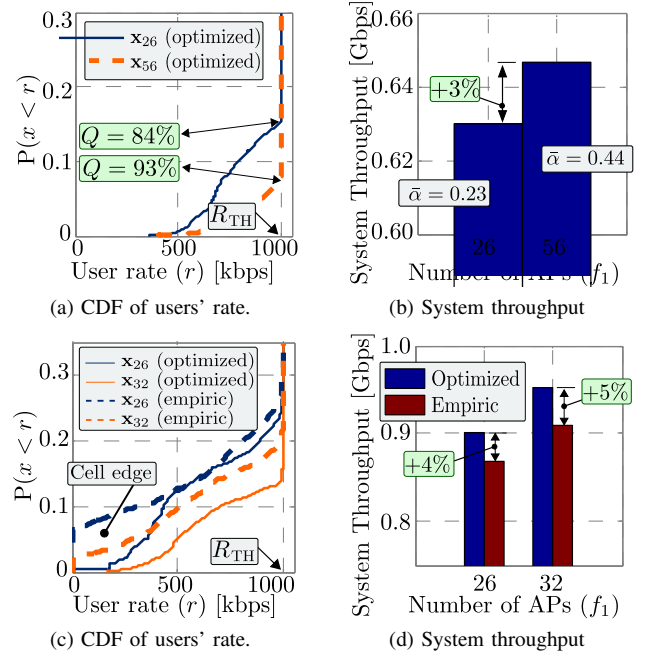 P(x < r)
0.3
0.1
0
x₂₆ (optimized)
x₅₆ (optimized)
Q = 84%
Q = 93%
R_TH
0
500
1000
User rate (r) [kbps]
(a) CDF of users' rate.
System Throughput [Gbps]
0.66
0.64
0.62
0.60
+3%
ᾱ = 0.44
ᾱ = 0.23
26
56
Number of APs (f₁)
(b) System throughput
P(x < r)
0.3
0.2
0.1
0
x₂₆ (optimized)
x₃₂ (optimized)
x₂₆ (empiric)
x₃₂ (empiric)
Cell edge
R_TH
0
500
1000
User rate (r) [kbps]
(c) CDF of users' rate.
System Throughput [Gbps]
1.0
0.9
0.8
Optimized
Empiric
+5%
+4%
26
32
Number of APs (f₁)
(d) System throughput